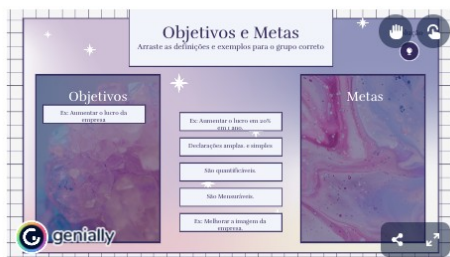 Objetivos e Metas
Arraste as definições e exemplos para o grupo correto
Objetivos
Metas
Ex: Aumentar o lucro da
empresa
Ex: Aumentar o lucro em 20%
em 1 ano.
Declarações amplas. e simples
São quantificáveis.
São Mensuráveis.
Ex: Melhorar a imagem da
empresa.
genially